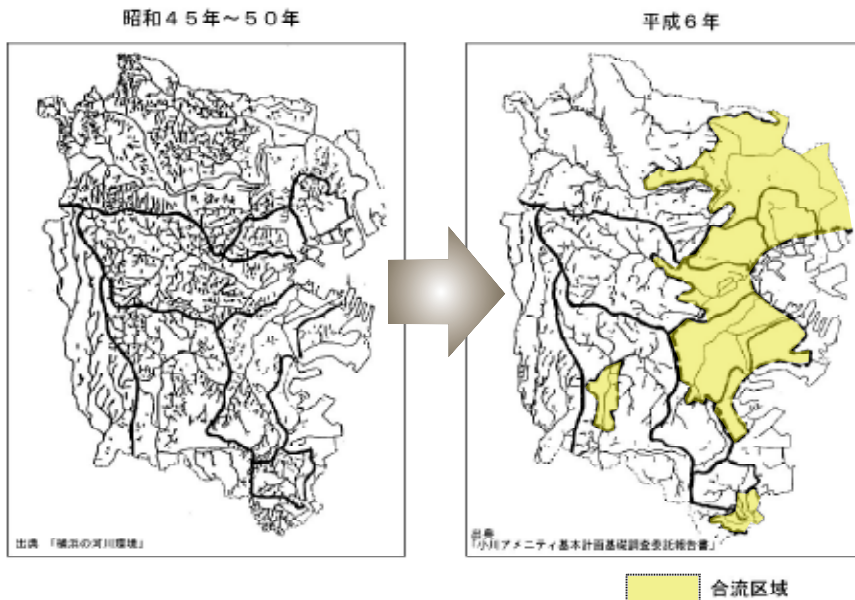 昭和４５年～５０年
平成６年
出典 「横浜の河川環境」
出典
「小川アメニティ基本計画基礎調査委託報告書」
合流区域